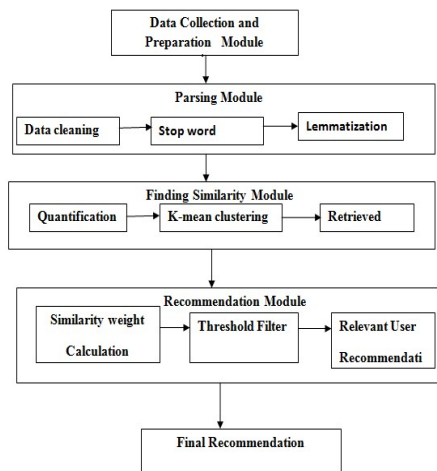 Data Collection and
Preparation Module
Parsing Module
Data cleaning
Stop word
Lemmatization
Finding Similarity Module
Quantification
K-mean clustering
Retrieved
Recommendation Module
Similarity weight
Calculation
Threshold Filter
Relevant User
Recommendati
Final Recommendation